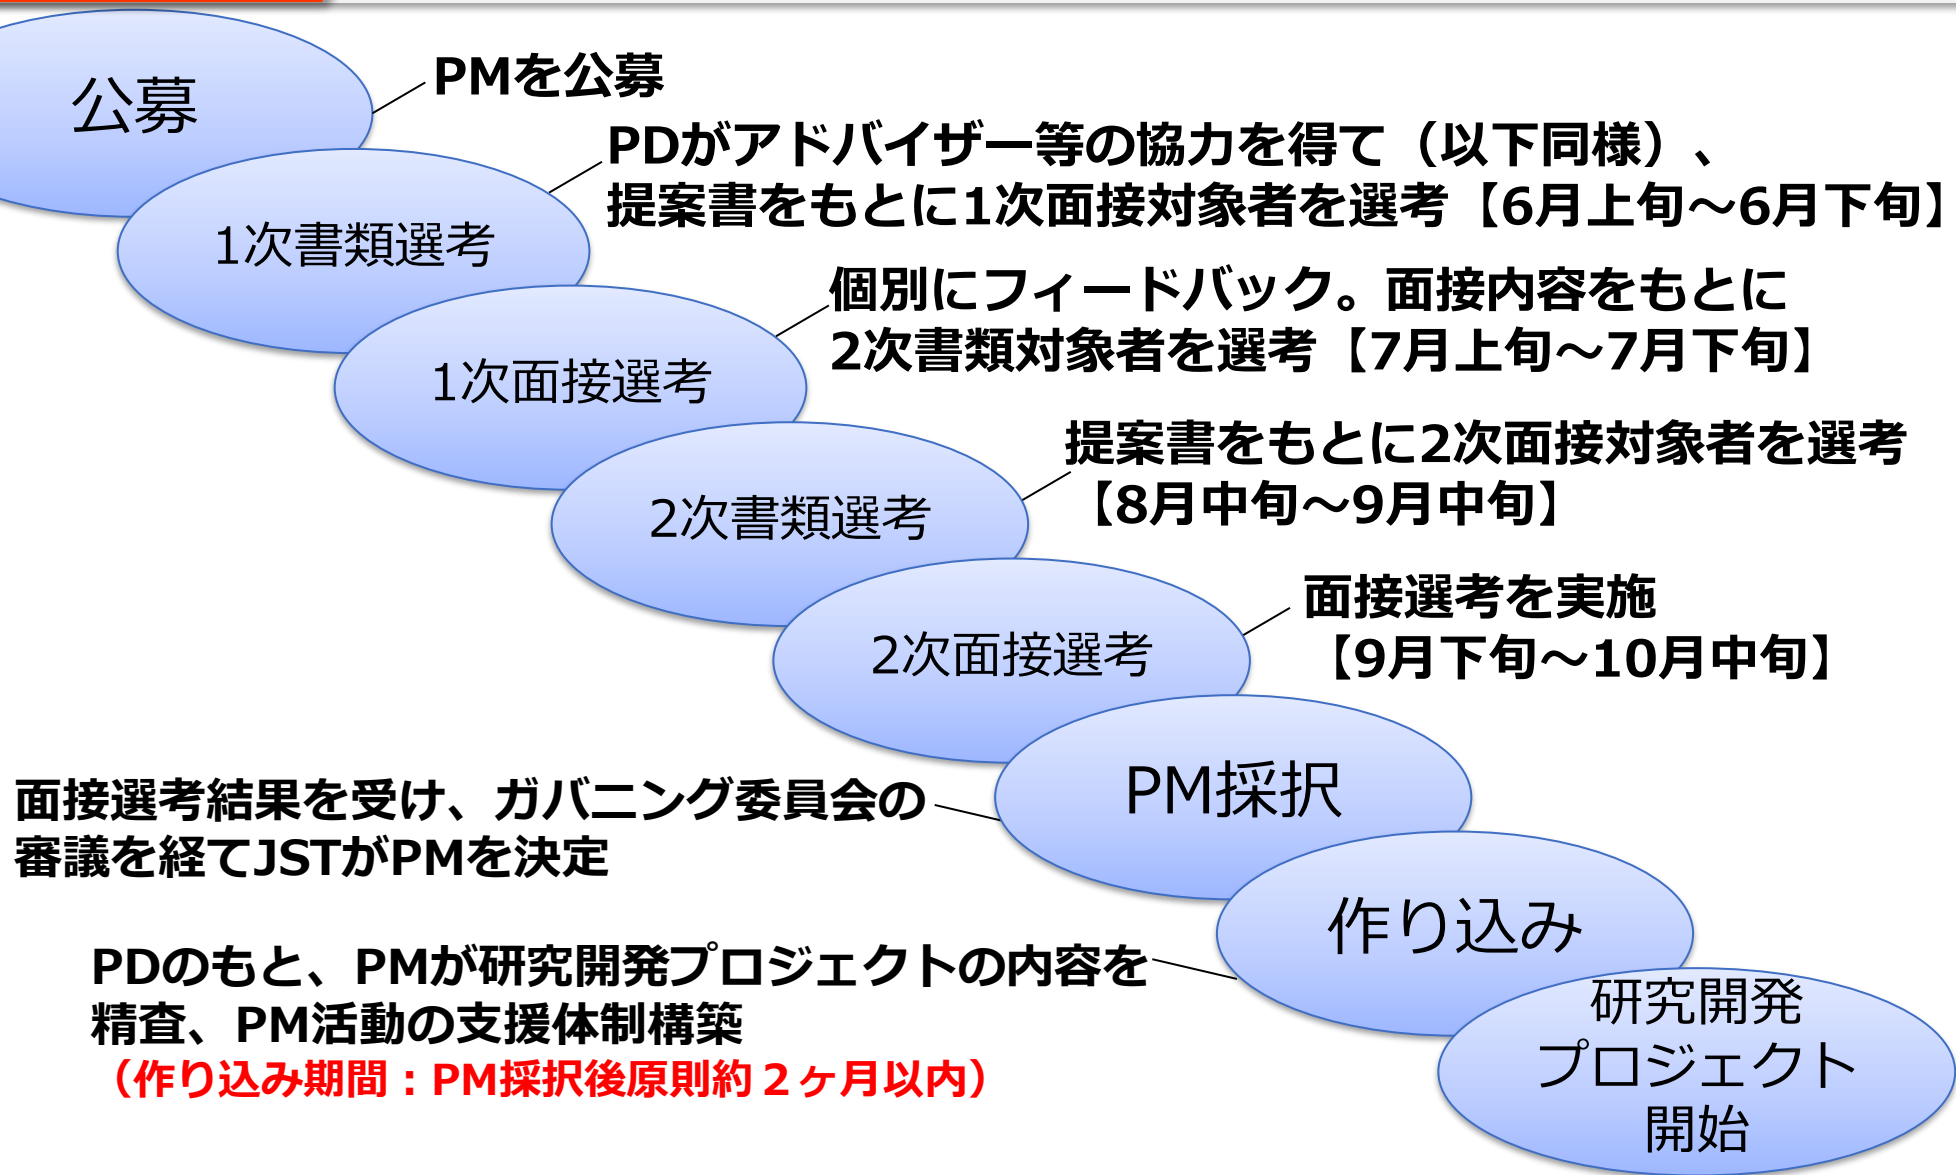 公募
PMを公募
1次書類選考
PDがアドバイザー等の協力を得て（以下同様）、
提案書をもとに1次面接対象者を選考【6月上旬～6月下旬】
1次面接選考
個別にフィードバック。面接内容をもとに
2次書類対象者を選考【7月上旬～7月下旬】
2次書類選考
提案書をもとに2次面接対象者を選考
【8月中旬～9月中旬】
2次面接選考
面接選考を実施
【9月下旬～10月中旬】
PM採択
面接選考結果を受け、ガバニング委員会の
審議を経てJSTがPMを決定
作り込み
PDのもと、PMが研究開発プロジェクトの内容を
精査、PM活動の支援体制構築
（作り込み期間：PM採択後原則約２ヶ月以内）
研究開発
プロジェクト
開始